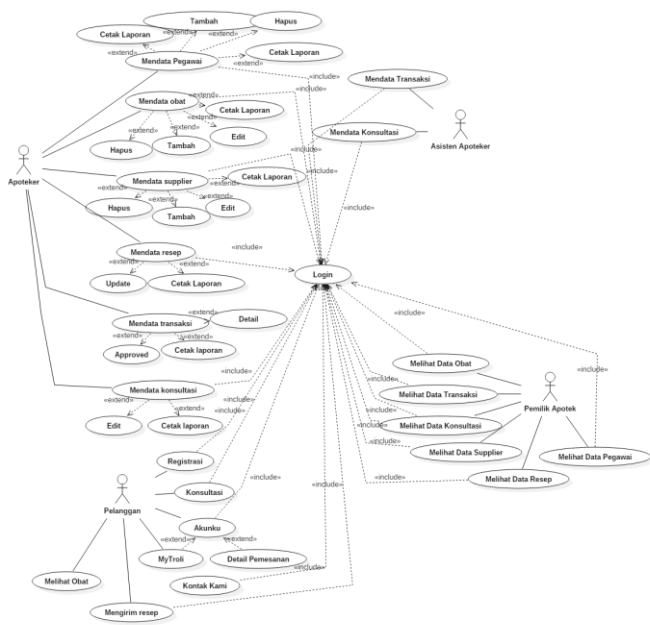 Tambah
Hapus
Cetak Laporan
«extend»
«extend»
«extend»
Cetak Laporan
Mendata Pegawai
«extend»
«include»
Mendata Transaksi
«include»
Mendata obat
«extend»
Cetak Laporan
«include»
Asisten Apoteker
Mendata Konsultasi
«extend»
«extend»
Edit
Hapus
Tambah
«include»
Apoteker
Mendata supplier
«extend»
Cetak Laporan
«extend»
«extend»
Hapus
Tambah
Edit
«include»
Mendata resep
«include»
«extend»
«extend»
Update
Cetak Laporan
Login
«extend»
Detail
Mendata transaksi
«include»
«extend»
«extend»
Approved
Cetak laporan
Melihat Data Obat
«include»
«include»
Mendata konsultasi
«include»
Melihat Data Transaksi
Pemilik Apotek
«extend»
«extend»
«include»
«include»
Edit
Cetak laporan
Melihat Data Konsultasi
«include»
Melihat Data Supplier
Melihat Data Pegawai
Registrasi
«include»
«include»
Melihat Data Resep
«include»
Konsultasi
Pelanggan
Akunku
«extend»
«extend»
MyTroli
Detail Pemesanan
«include»
Melihat Obat
Kontak Kami
Mengirim resep